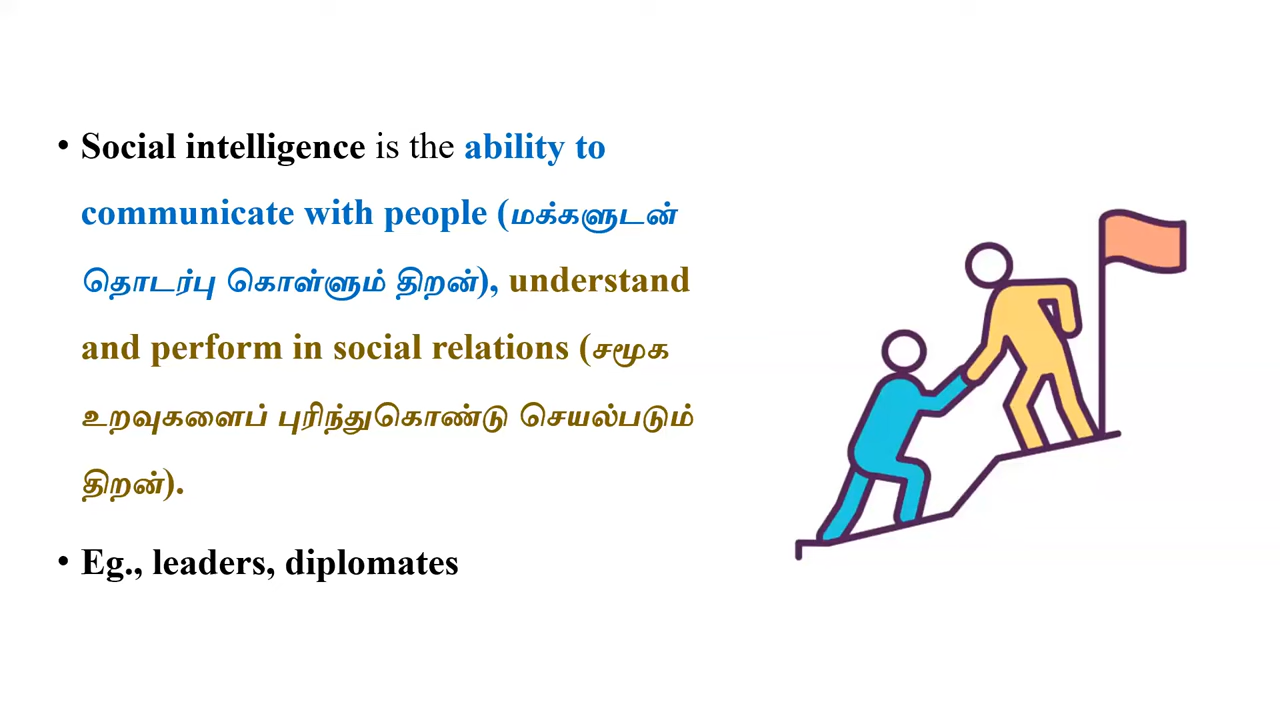 • Social intelligence is the ability to
communicate with people (மக்களுடன்
தொடர்பு கொள்ளும் திறன்), understand
and perform in social relations (சமூக
உறவுகளைப் புரிந்துகொண்டு செயல்படும்
திறன்).
• Eg., leaders, diplomates